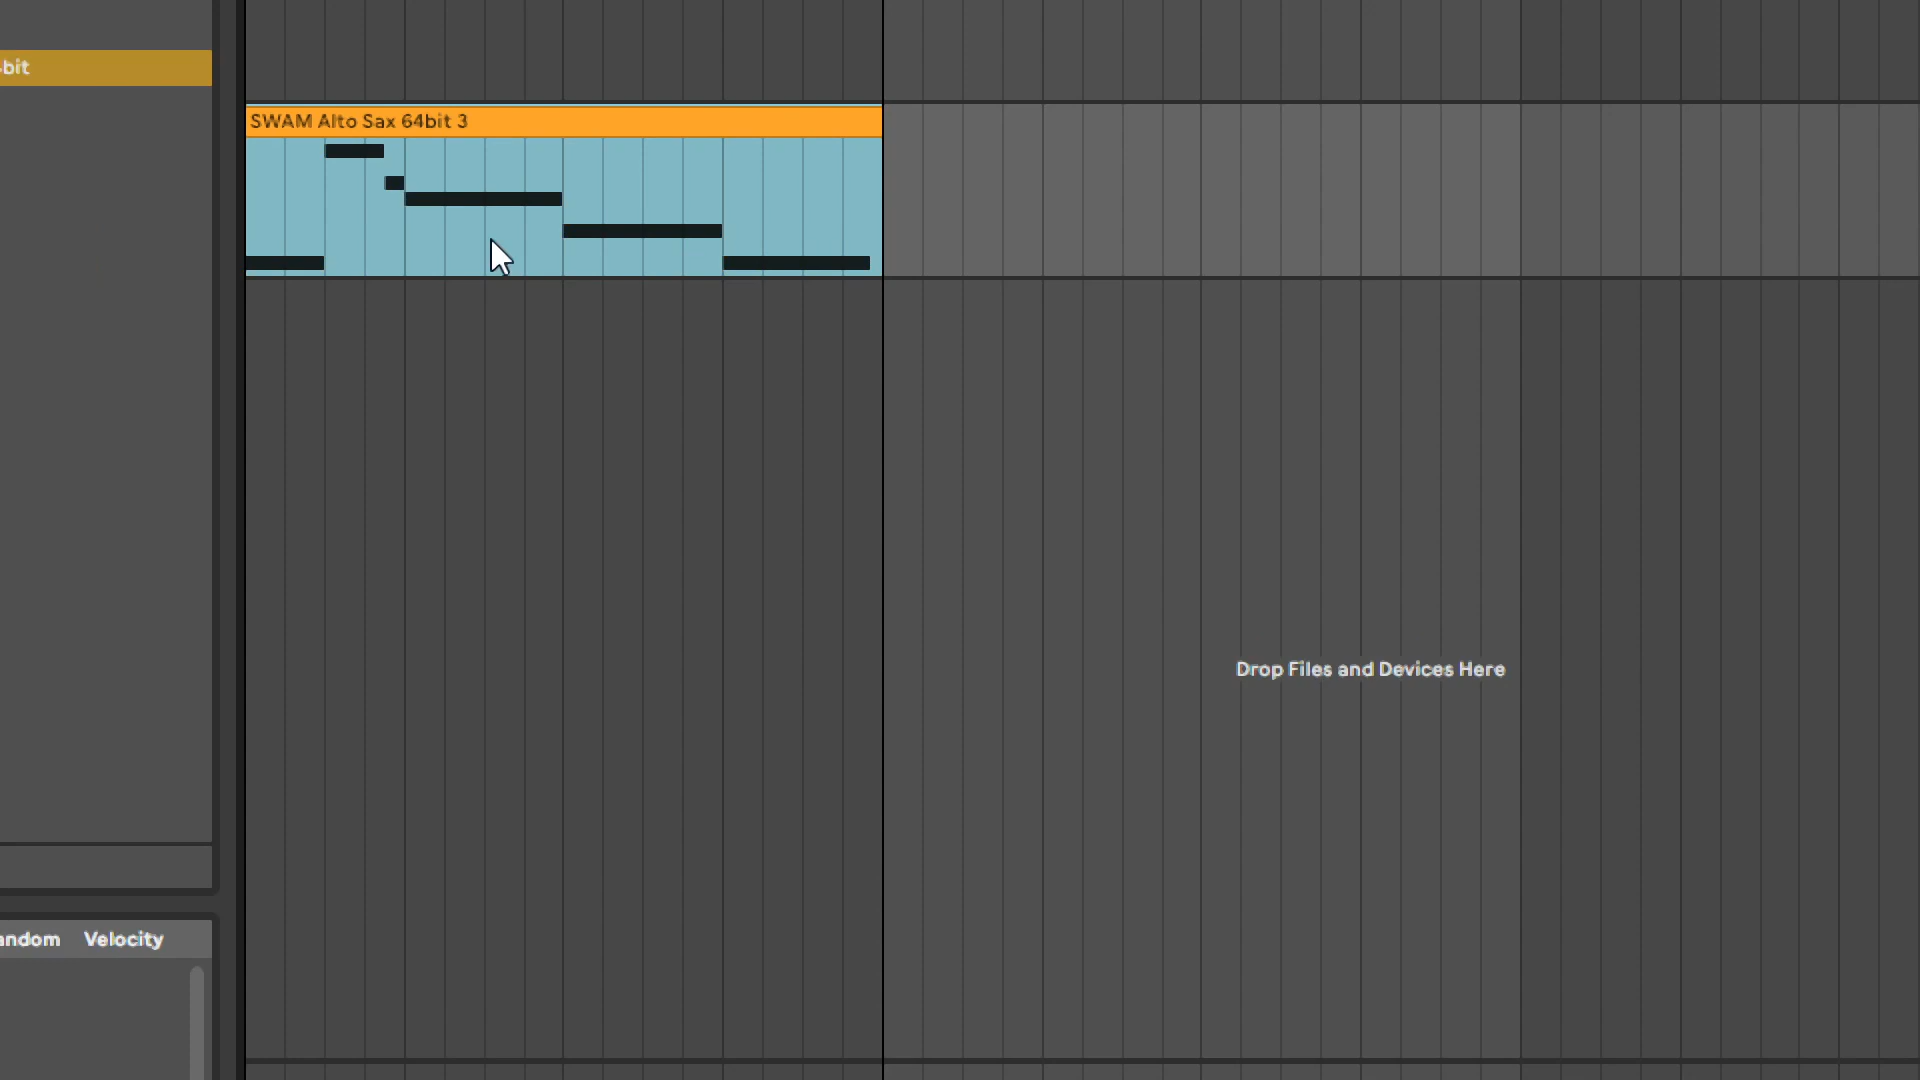 bit
SWAM Alto Sax 64bit 3
Drop Files and Devices Here
andom Velocity